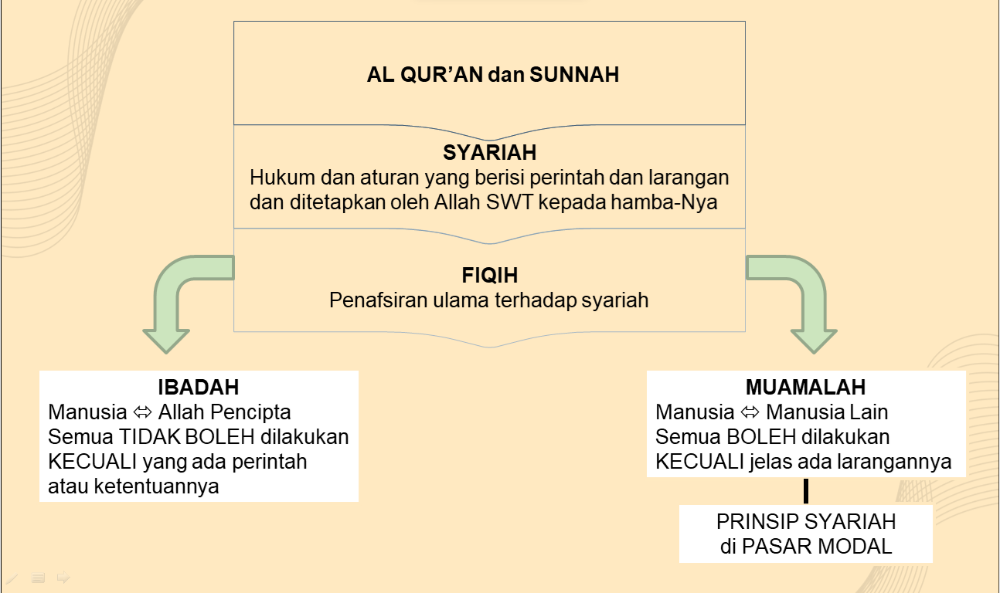 AL QUR’AN dan SUNNAH
SYARIAH
Hukum dan aturan yang berisi perintah dan larangan
dan ditetapkan oleh Allah SWT kepada hamba-Nya
FIQIH
Penafsiran ulama terhadap syariah
IBADAH
Manusia ⬄ Allah Pencipta
Semua TIDAK BOLEH dilakukan
KECUALI yang ada perintah
atau ketentuannya
MUAMALAH
Manusia ⬄ Manusia Lain
Semua BOLEH dilakukan
KECUALI jelas ada larangannya
PRINSIP SYARIAH
di PASAR MODAL